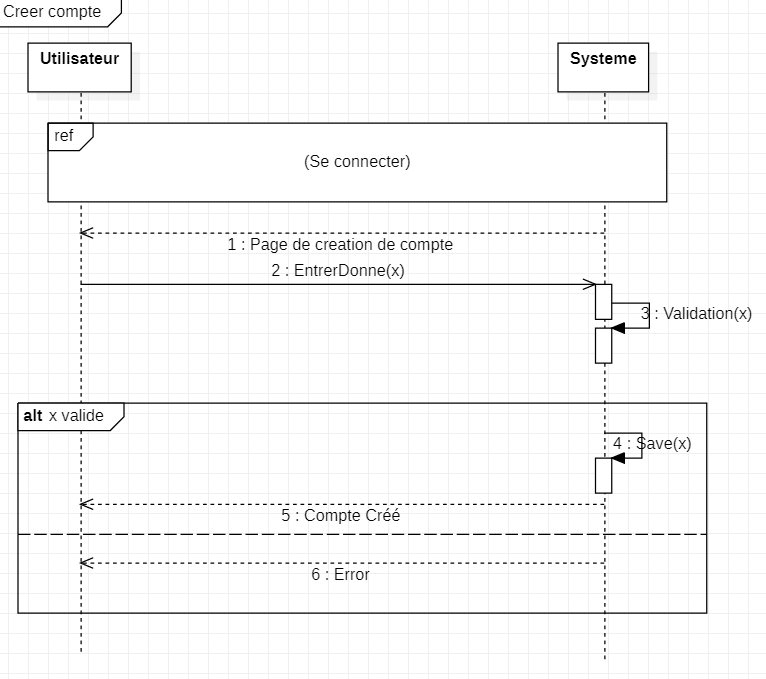 Creer compte
Utilisateur
Systeme
ref
(Se connecter)
1 : Page de creation de compte
2 : EntrerDonne(x)
3 : Validation(x)
alt x valide
4 : Save(x)
5 : Compte Créé
6 : Error